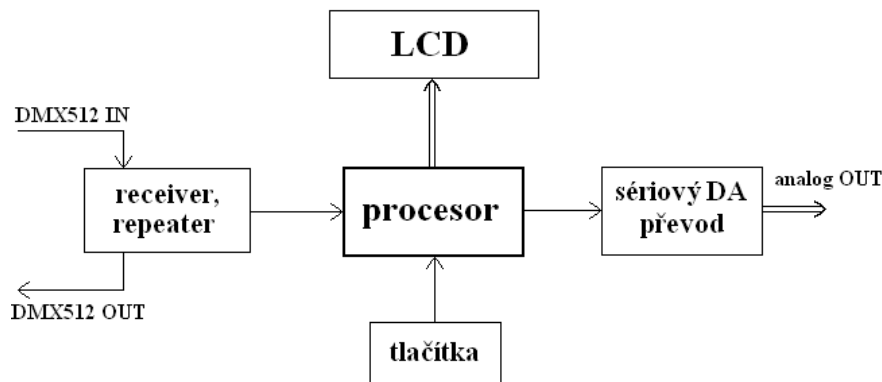 LCD
DMX512 IN
receiver,
repeater
procesor
sériový DA
převod
analog OUT
DMX512 OUT
tlačítka